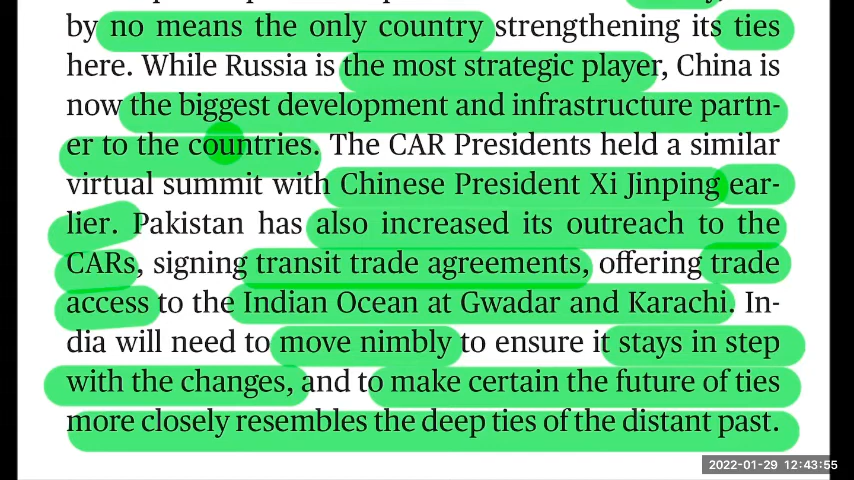 by no means the only country strengthening its ties
here. While Russia is the most strategic player, China is
now the biggest development and infrastructure partn-
er to the countries. The CAR Presidents held a similar
virtual summit with Chinese President Xi Jinping ear-
lier. Pakistan has also increased its outreach to the
CARs, signing transit trade agreements, offering trade
access to the Indian Ocean at Gwadar and Karachi. In-
dia will need to move nimbly to ensure it stays in step
with the changes, and to make certain the future of ties
more closely resembles the deep ties of the distant past.
2022-01-29 12:43:55